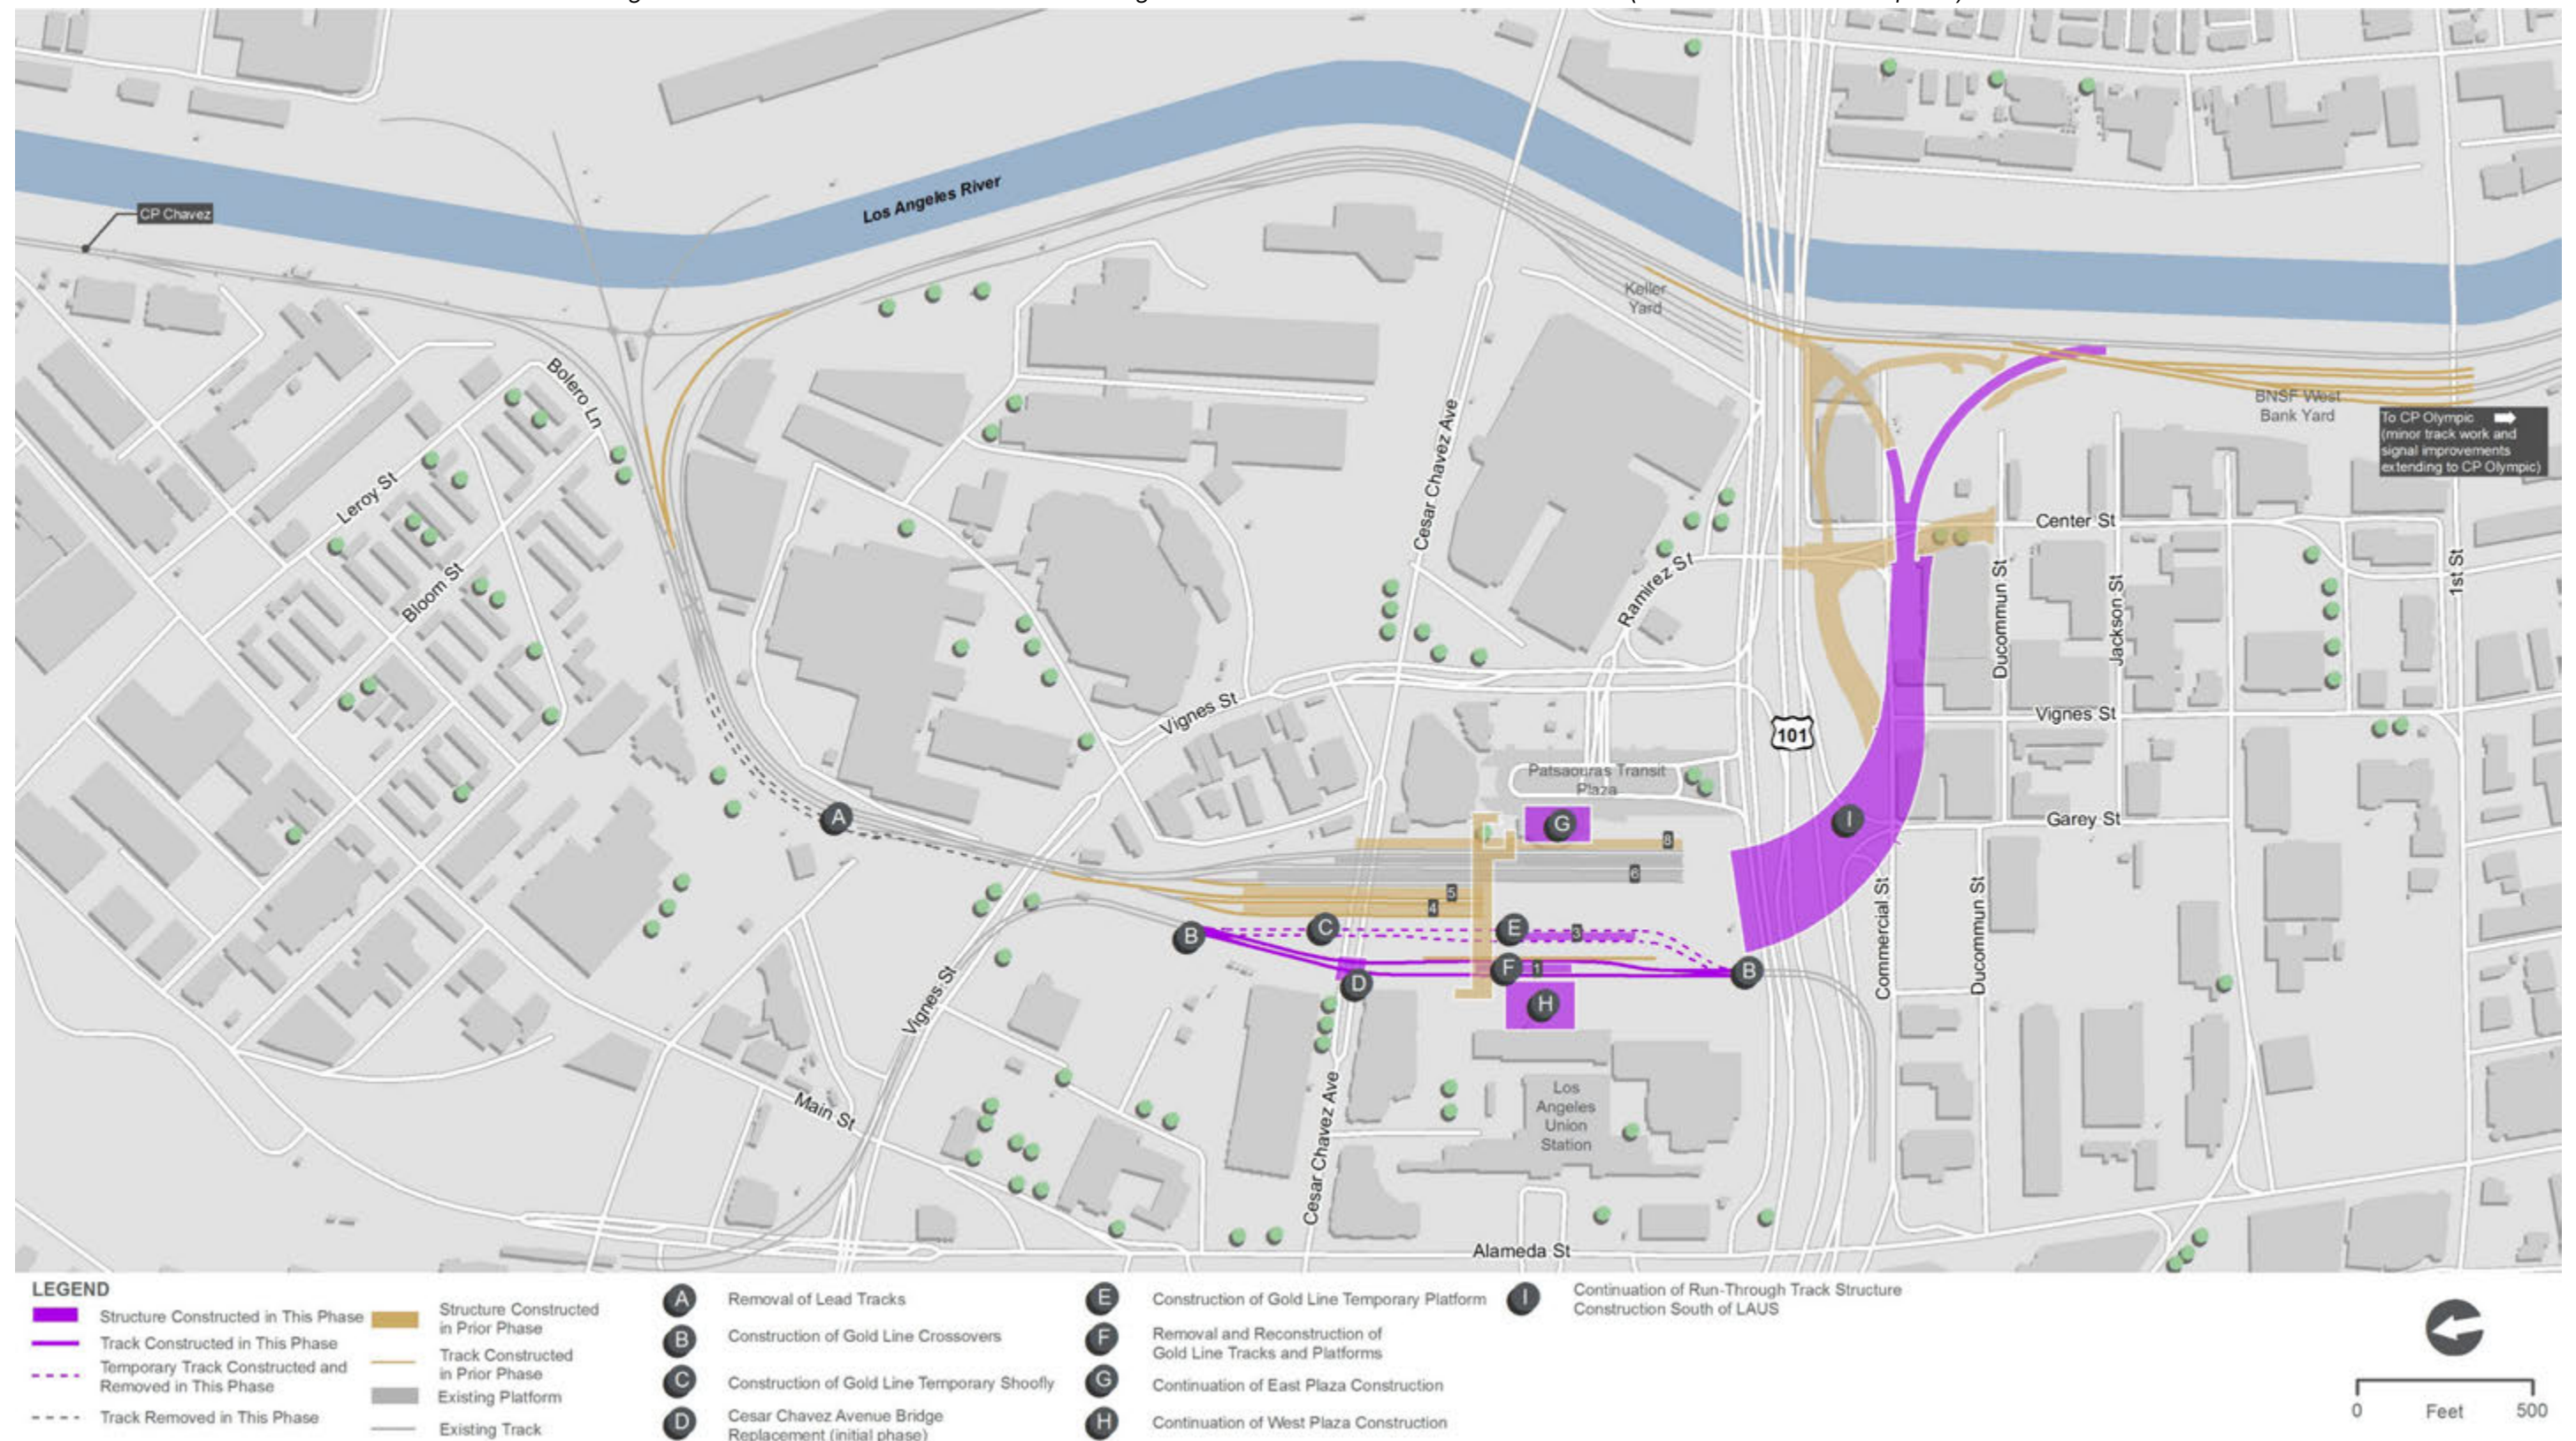 CP Chavez
Los Angeles River
Keller
Yard
BNSF West
Bank Yard
To CP Olympic
(minor track work and
signal improvements
extending to CP Olympic)
Bolero Ln
Leroy St
Bloom St
Cesar Chavez Ave
Ramirez St
Center St
Ducommun St
Jackson St
1st St
Vignes St
Vignes St
101
Patsaouras Transit
Plaza
A
G
I
Garey St
8
6
5
4
B
C
E
3
F
1
B
D
H
Commercial St
Ducommun St
Vignes St
Main St
Cesar Chavez Ave
Los
Angeles
Union
Station
Alameda St
LEGEND
Structure Constructed in This Phase
Track Constructed in This Phase
Temporary Track Constructed and
Removed in This Phase
Track Removed in This Phase
Structure Constructed
in Prior Phase
Track Constructed
in Prior Phase
Existing Platform
Existing Track
A Removal of Lead Tracks
B Construction of Gold Line Crossovers
C Construction of Gold Line Temporary Shoofly
D Cesar Chavez Avenue Bridge
Replacement (initial phase)
E Construction of Gold Line Temporary Platform
F Removal and Reconstruction of
Gold Line Tracks and Platforms
G Continuation of East Plaza Construction
H Continuation of West Plaza Construction
I Continuation of Run-Through Track Structure
Construction South of LAUS
0 Feet 500